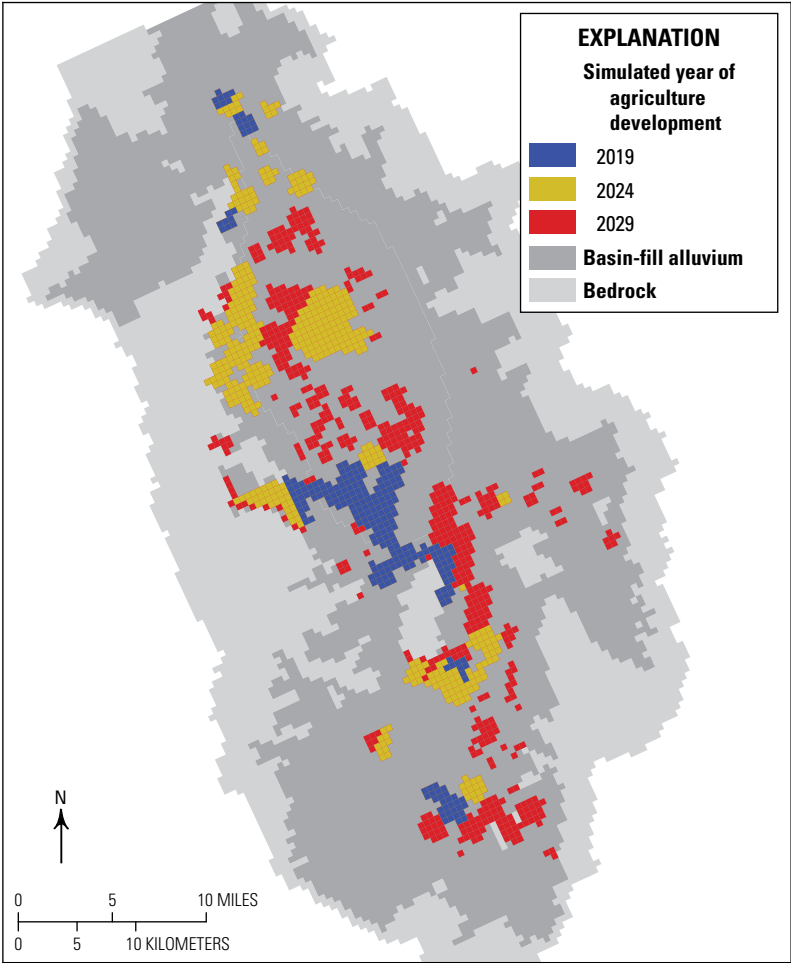 EXPLANATION
Simulated year of
agriculture
development
2019
2024
2029
Basin-fill alluvium
Bedrock
N
0 5 10 MILES
0 5 10 KILOMETERS